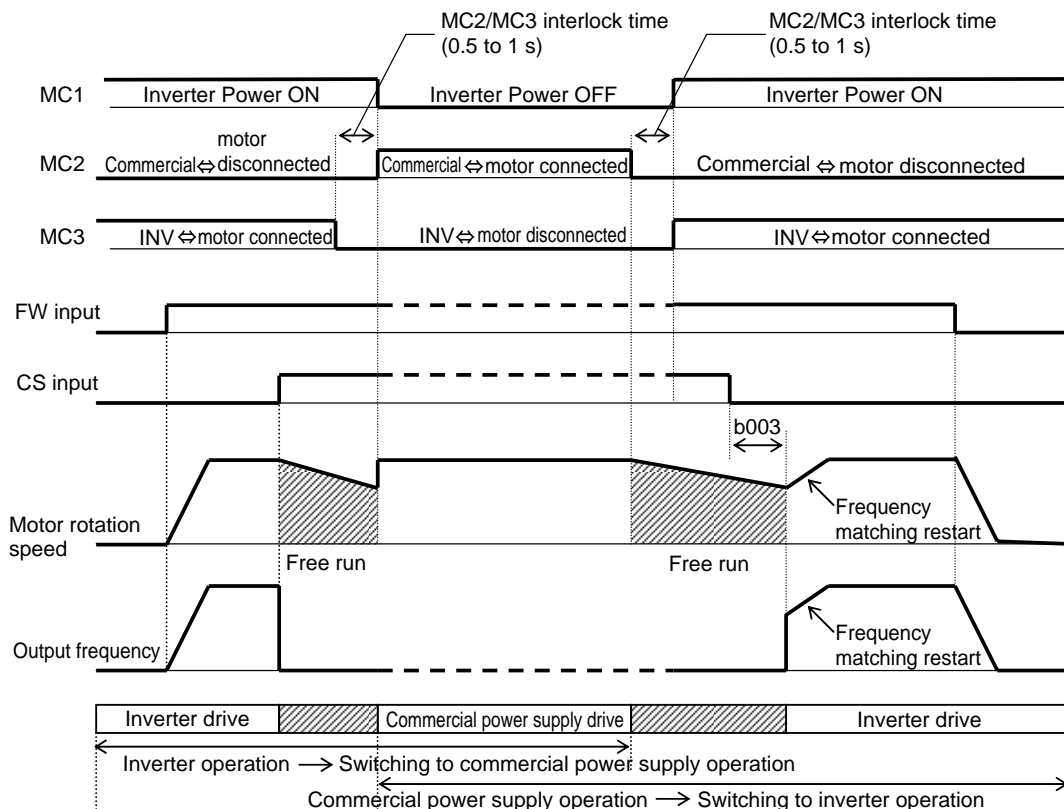 MC2/MC3 interlock time
(0.5 to 1 s)
MC2/MC3 interlock time
(0.5 to 1 s)
MC1
Inverter Power ON
Inverter Power OFF
Inverter Power ON
MC2
motor
Commercial⇔disconnected
Commercial ⇔motor connected
Commercial ⇔ motor disconnected
MC3
INV ⇔motor connected
INV ⇔ motor disconnected
INV ⇔motor connected
FW input
CS input
b003
Motor rotation
speed
Free run
Free run
Frequency
matching restart
Output frequency
Frequency
matching restart
Inverter drive
Commercial power supply drive
Inverter drive
Inverter operation → Switching to commercial power supply operation
Commercial power supply operation → Switching to inverter operation